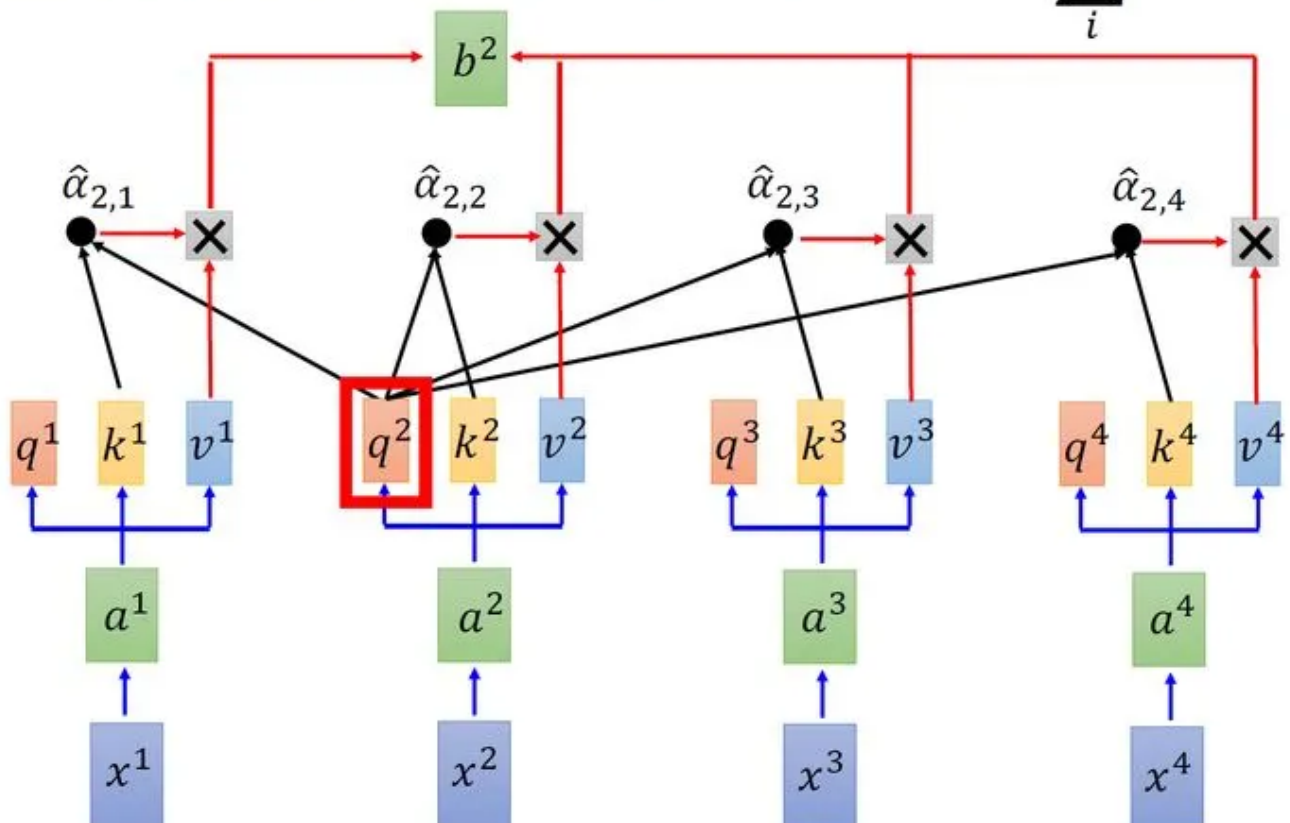 i
b²
α̂₂,₁ α̂₂,₂ α̂₂,₃ α̂₂,₄
× × × ×
q¹ k¹ v¹ q² k² v² q³ k³ v³ q⁴ k⁴ v⁴
a¹ a² a³ a⁴
x¹ x² x³ x⁴